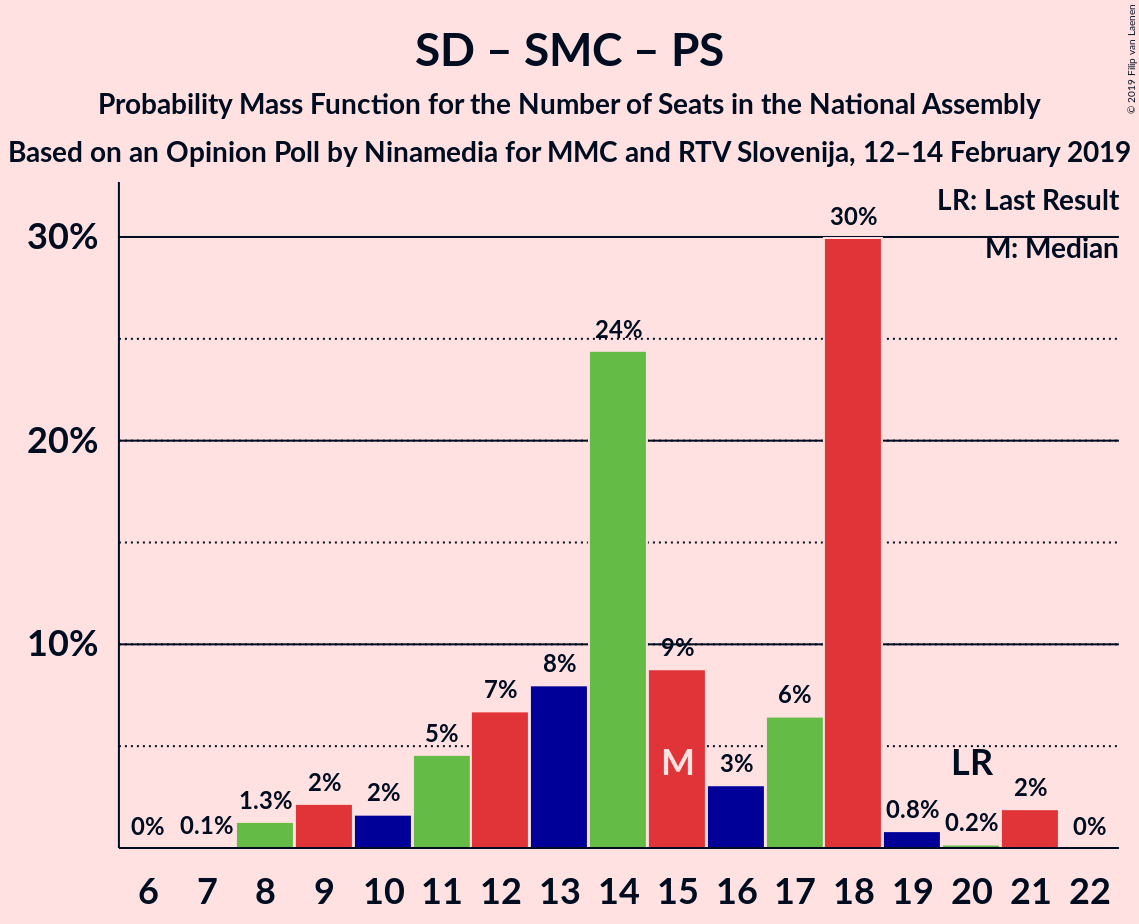 SD – SMC – PS
Probability Mass Function for the Number of Seats in the National Assembly
Based on an Opinion Poll by Ninamedia for MMC and RTV Slovenija, 12–14 February 2019
© 2019 Filip van Laenen
LR: Last Result
M: Median
30%
20%
10%
0% 0.1% 1.3% 2% 2% 5% 7% 8% 24% 9% 3% 6% 30% 0.8% 0.2% 2% 0%
M
LR
6 7 8 9 10 11 12 13 14 15 16 17 18 19 20 21 22